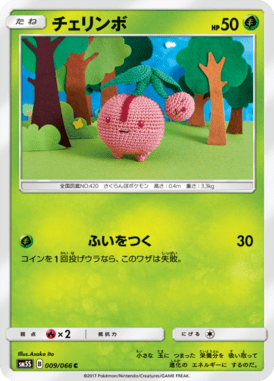 たね チェリンボ HP50
全国図鑑NO.420 さくらんぼポケモン 高さ：0.4m 重さ：3.3kg
ふいをつく 30
コインを1回投げウラなら、このワザは失敗。
弱点 ×2 抵抗力 にげる
Illus.Asako Ito
小さな 玉に つまった 栄養分を 吸い取って
進化の エネルギーに するのだ。
SM5S 009/066 C
©2017 Pokémon/Nintendo/Creatures/GAME FREAK.